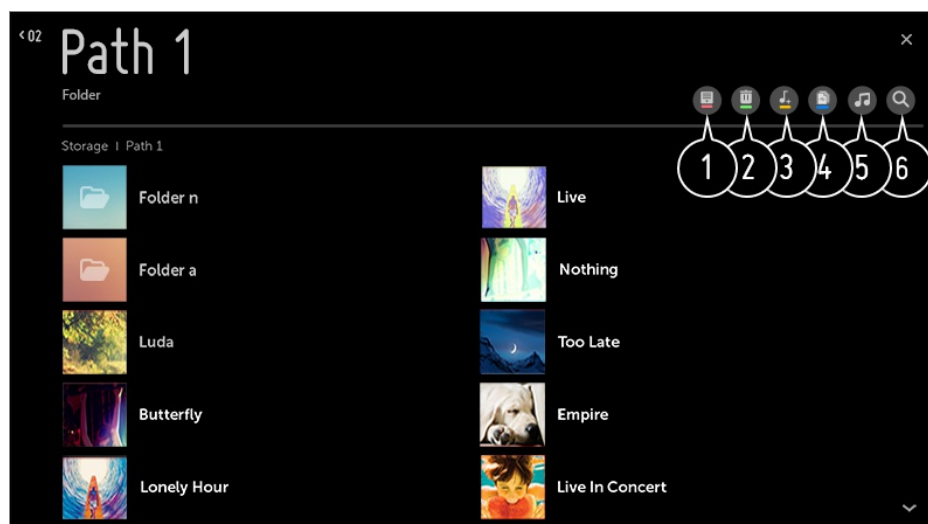 < 02
Path 1
Folder
1 2 3 4 5 6
Storage I Path 1
Folder n
Live
Folder a
Nothing
Luda
Too Late
Butterfly
Empire
Lonely Hour
Live In Concert